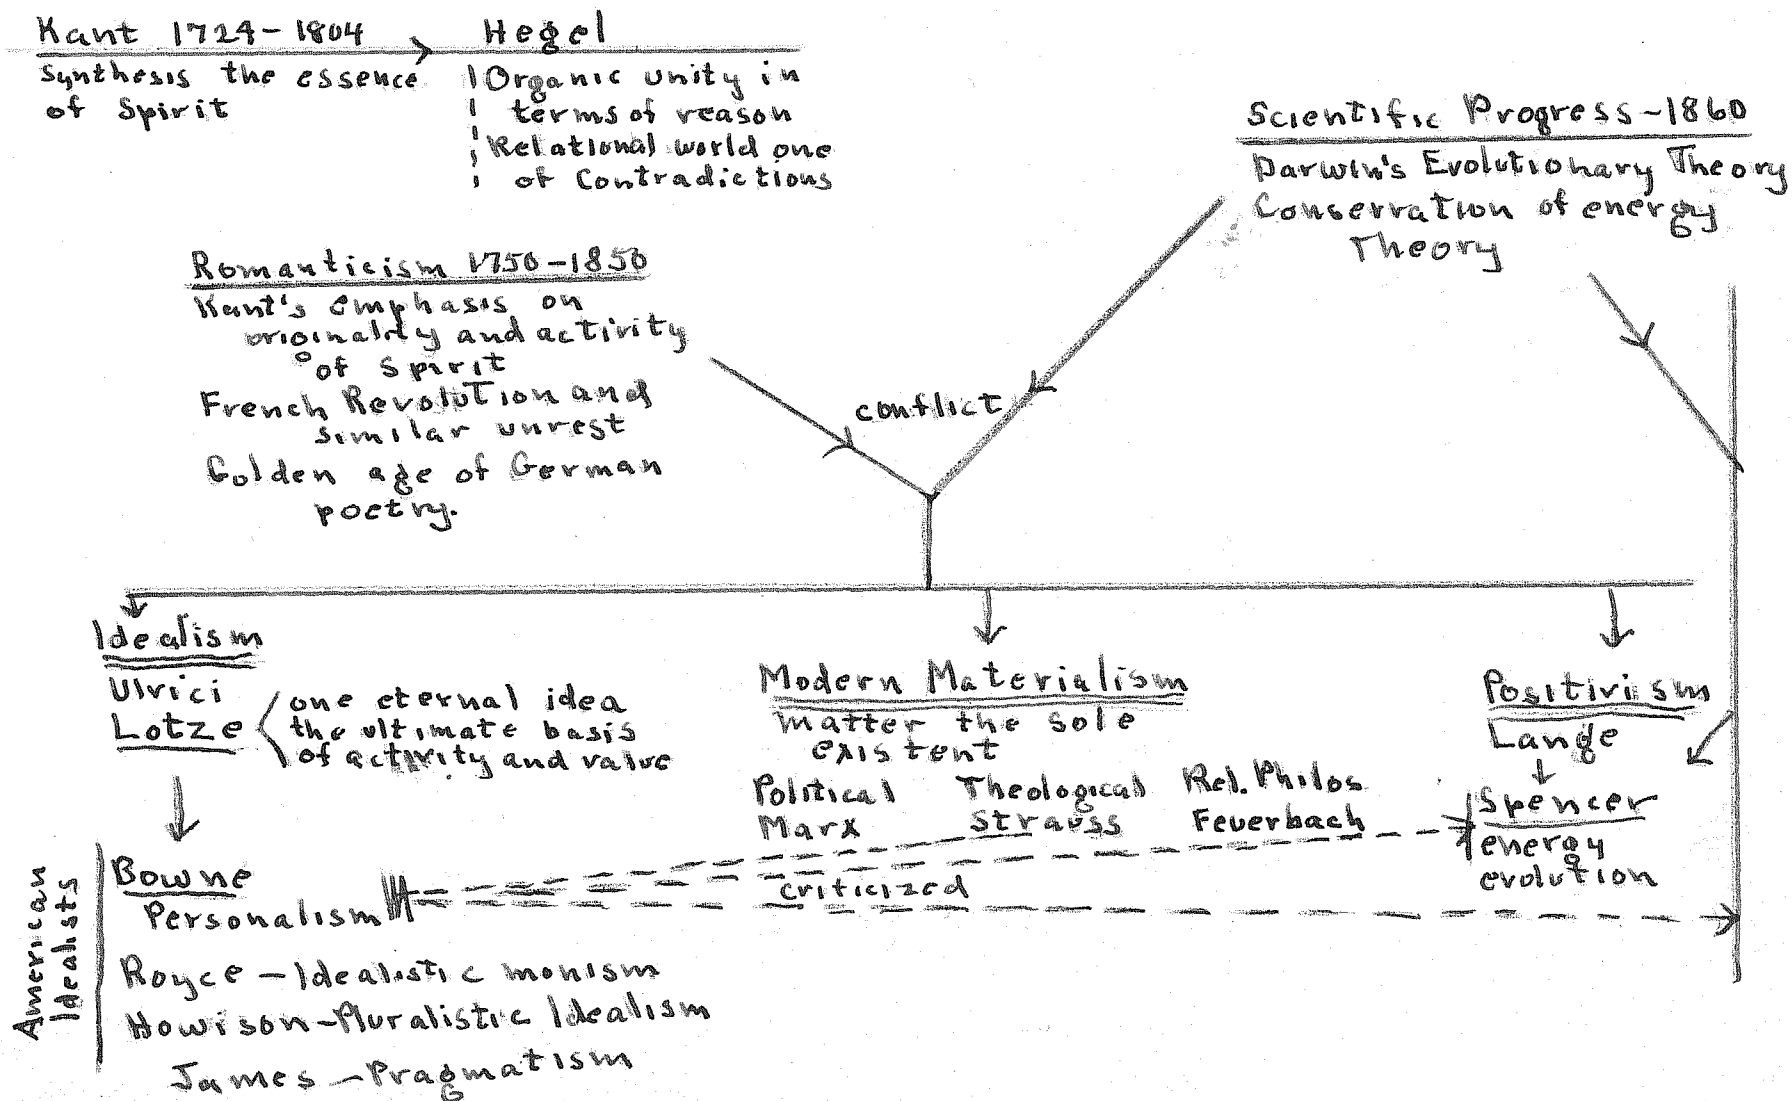 Kant 1724-1804
Synthesis the essence
of Spirit
Hegel
Organic unity in
terms of reason
Relational world one
of Contradictions
Scientific Progress-1860
Darwin's Evolutionary Theory
Conservation of energy
Theory
Romanticism 1750-1850
Kant's emphasis on
originality and activity
of Spirit
French Revolution and
similar unrest
Golden age of German
poetry.
conflict
Idealism
Ulrici
Lotze
one eternal idea
the ultimate basis
of activity and value
Modern Materialism
matter the sole
existent
Political
Marx
Theological
Strauss
Rel. Philos
Feuerbach
Positivism
Lange
Spencer
energy
evolution
criticized
American
Idealists
Bowne
Personalism
Royce - Idealistic monism
Howison-Pluralistic Idealism
James - Pragmatism